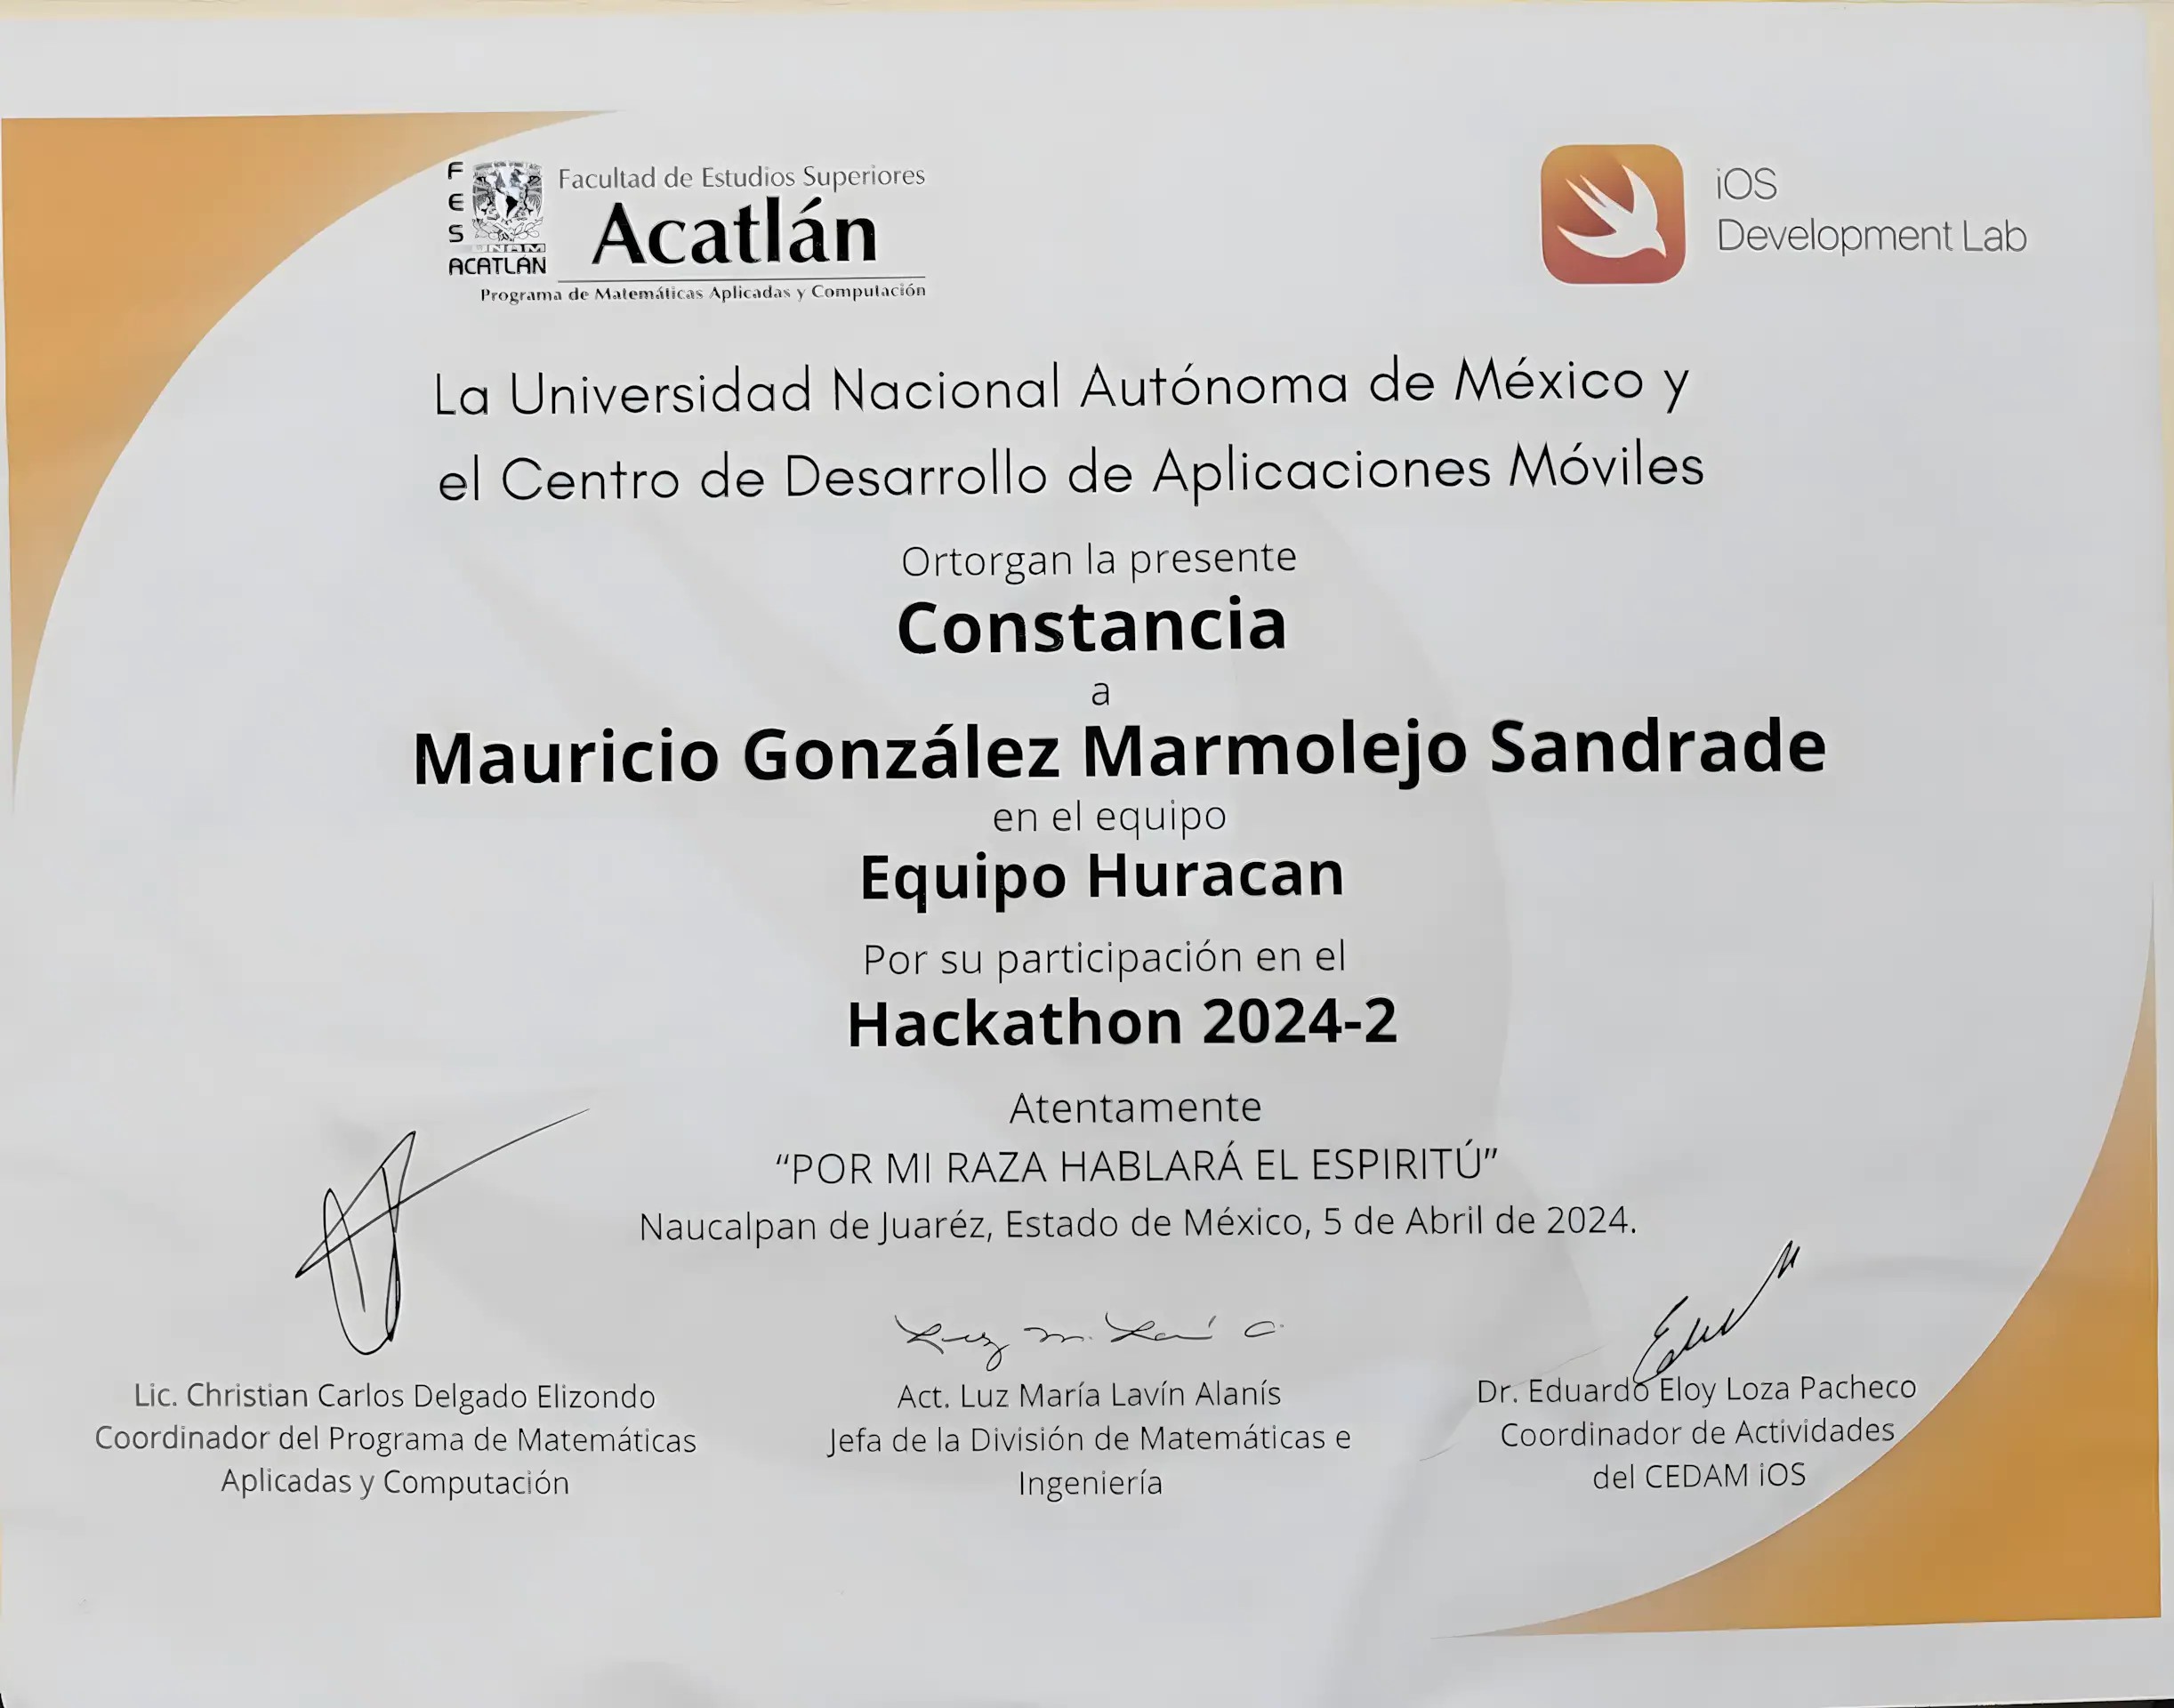 FES
UNAM
ACATLÁN
Facultad de Estudios Superiores
Acatlán
Programa de Matemáticas Aplicadas y Computación
iOS
Development Lab
La Universidad Nacional Autónoma de México y
el Centro de Desarrollo de Aplicaciones Móviles
Ortorgan la presente
Constancia
a
Mauricio González Marmolejo Sandrade
en el equipo
Equipo Huracan
Por su participación en el
Hackathon 2024-2
Atentamente
“POR MI RAZA HABLARÁ EL ESPIRITÚ”
Naucalpan de Juaréz, Estado de México, 5 de Abril de 2024.
Lic. Christian Carlos Delgado Elizondo
Coordinador del Programa de Matemáticas
Aplicadas y Computación
Act. Luz María Lavín Alanís
Jefa de la División de Matemáticas e
Ingeniería
Dr. Eduardo Eloy Loza Pacheco
Coordinador de Actividades
del CEDAM iOS